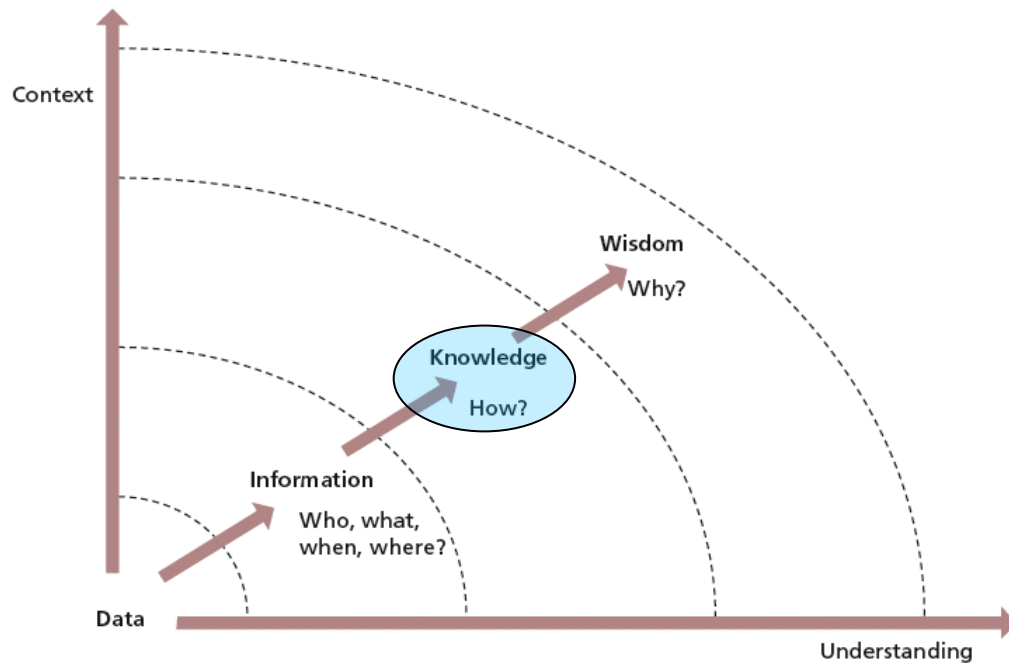 Context
Wisdom
Why?
Knowledge
How?
Information
Who, what,
when, where?
Data
Understanding